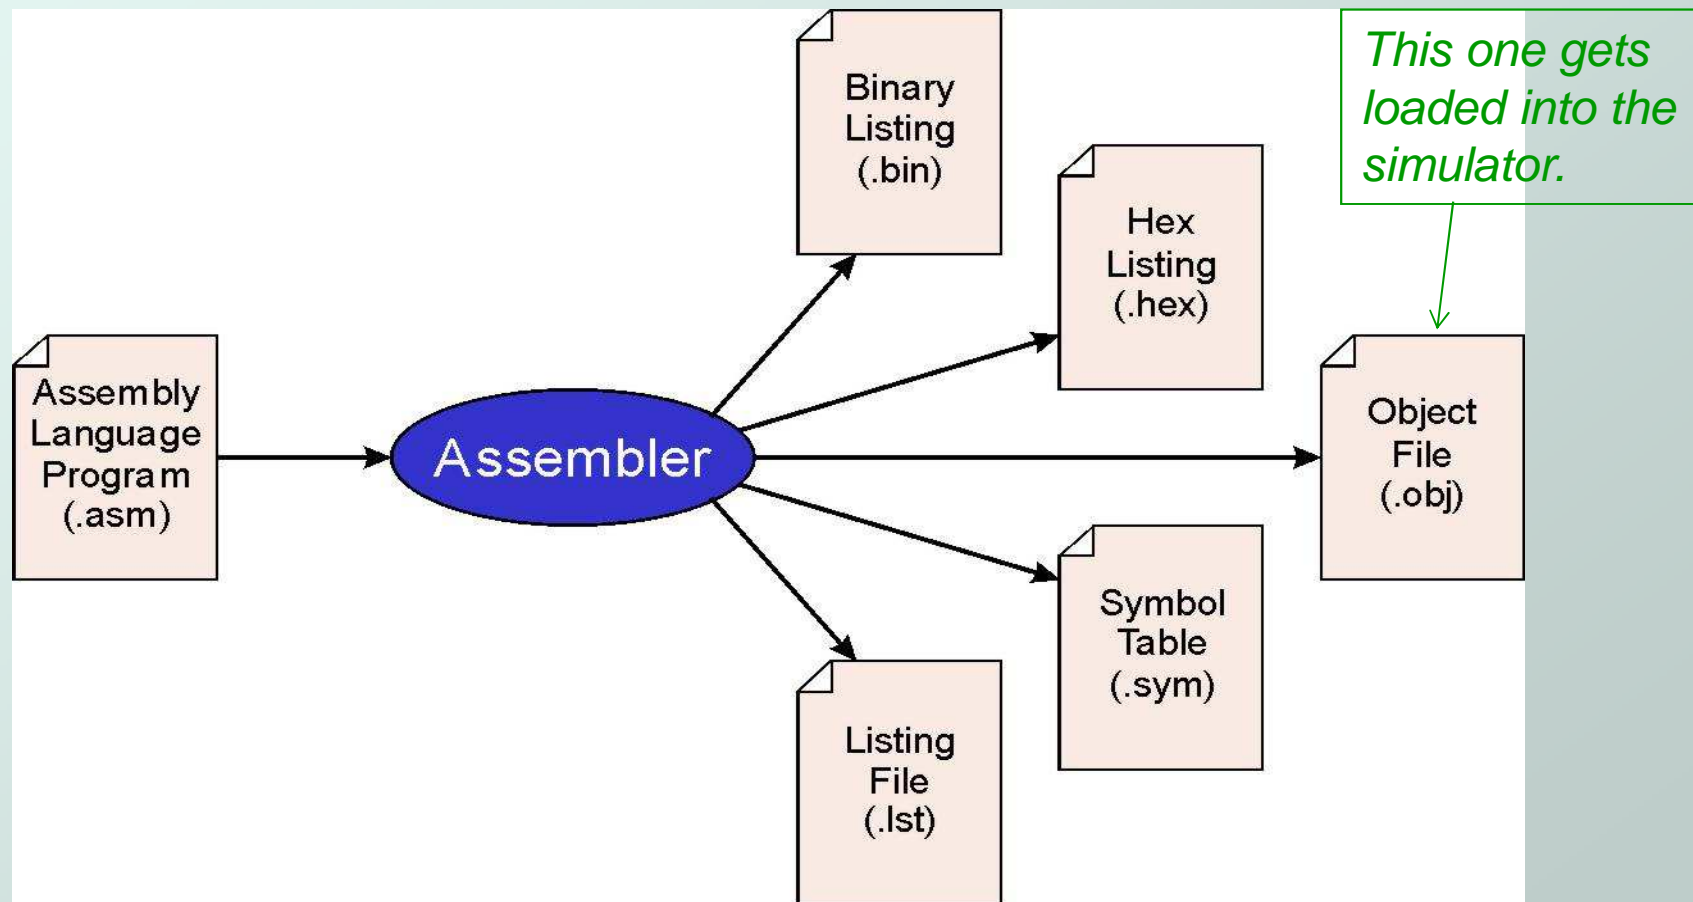 This one gets
loaded into the
simulator.
Binary
Listing
(.bin)
Hex
Listing
(.hex)
Assembly
Language
Program
(.asm)
Assembler
Object
File
(.obj)
Symbol
Table
(.sym)
Listing
File
(.lst)